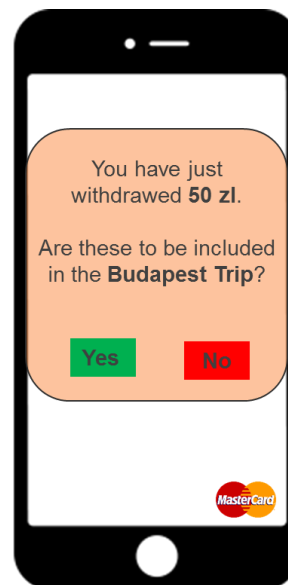 You have just
withdrawed 50 zl.
Are these to be included
in the Budapest Trip?
Yes
No
MasterCard